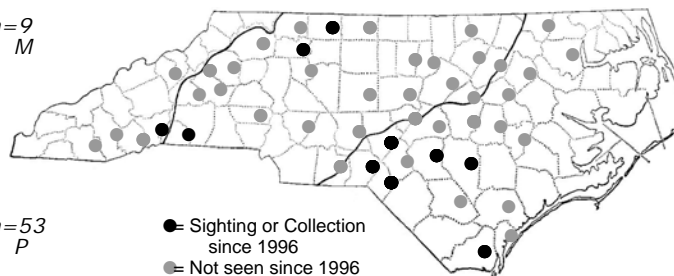 =9
M
=53
P
= Sighting or Collection
since 1996
= Not seen since 1996